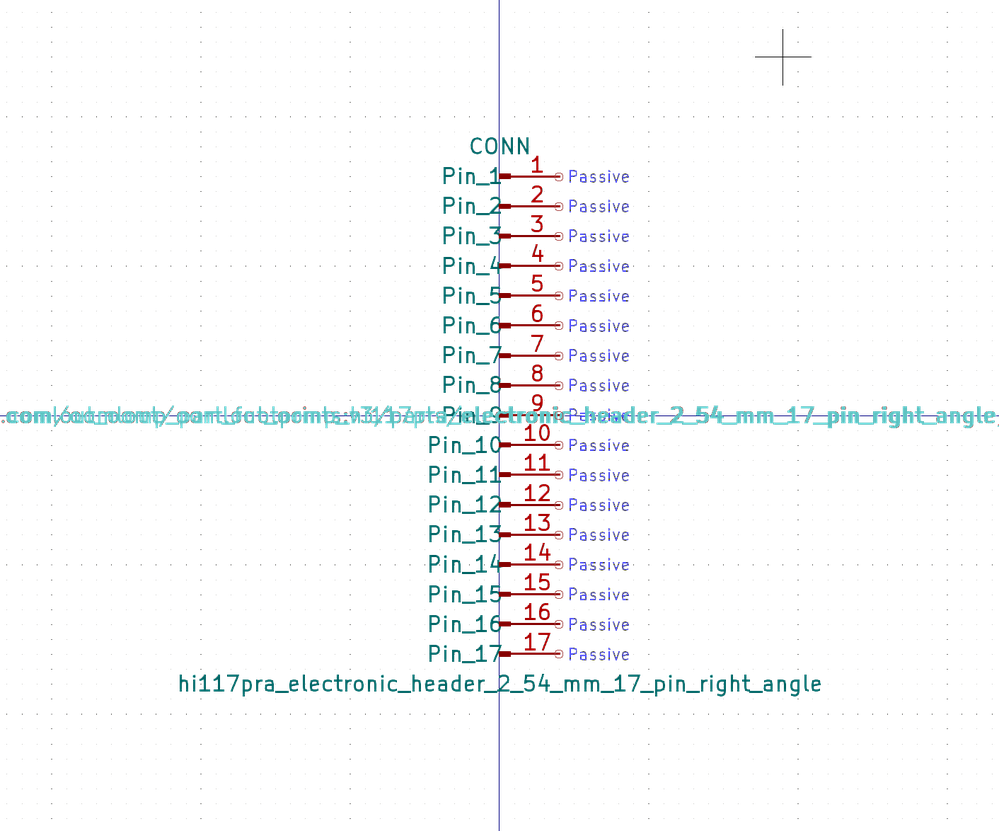 CONN
Pin_1 1 Passive
Pin_2 2 Passive
Pin_3 3 Passive
Pin_4 4 Passive
Pin_5 5 Passive
Pin_6 6 Passive
Pin_7 7 Passive
Pin_8 8 Passive
Pin_9 9 Passive
electronic_header_2_54_mm_17_pin_right_angle
Pin_10 10 Passive
Pin_11 11 Passive
Pin_12 12 Passive
Pin_13 13 Passive
Pin_14 14 Passive
Pin_15 15 Passive
Pin_16 16 Passive
Pin_17 17 Passive
hi117pra_electronic_header_2_54_mm_17_pin_right_angle